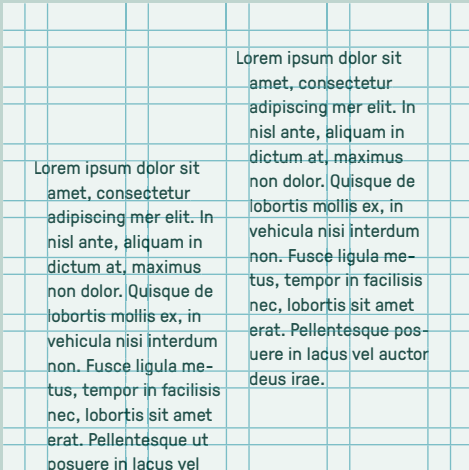 Lorem ipsum dolor sit
amet, consectetur
adipiscing mer elit. In
nisl ante, aliquam in
dictum at, maximus
non dolor. Quisque de
lobortis mollis ex, in
vehicula nisi interdum
non. Fusce ligula me-
tus, tempor in facilisis
nec, lobortis sit amet
erat. Pellentesque ut
posuere in lacus vel
Lorem ipsum dolor sit
amet, consectetur
adipiscing mer elit. In
nisl ante, aliquam in
dictum at, maximus
non dolor. Quisque de
lobortis mollis ex, in
vehicula nisi interdum
non. Fusce ligula me-
tus, tempor in facilisis
nec, lobortis sit amet
erat. Pellentesque pos-
uere in lacus vel auctor
deus irae.